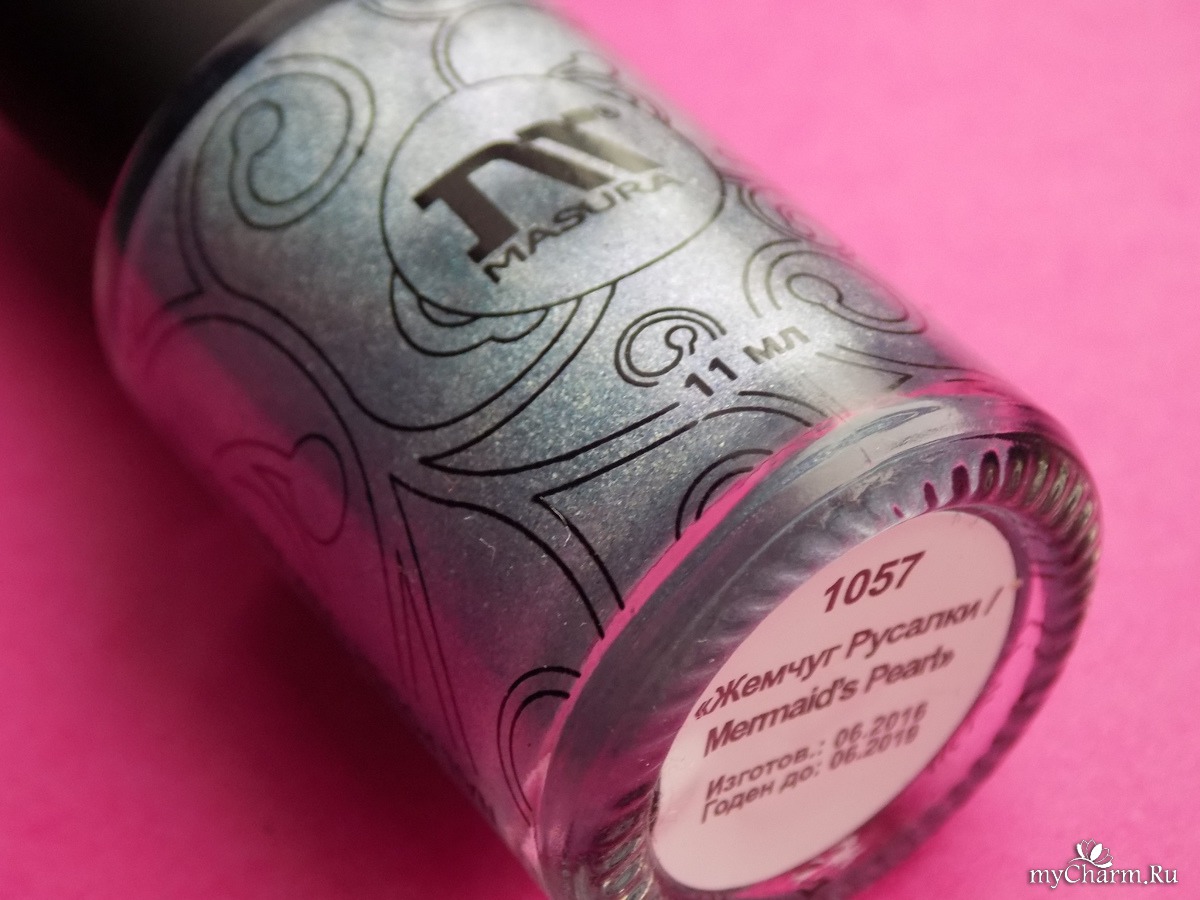 MASURA
11 мл
1057
«Жемчуг Русалки /
Mermaid's Pearl»
Изготов.: 06.2016
Годен до: 06.2019
myCharm.Ru